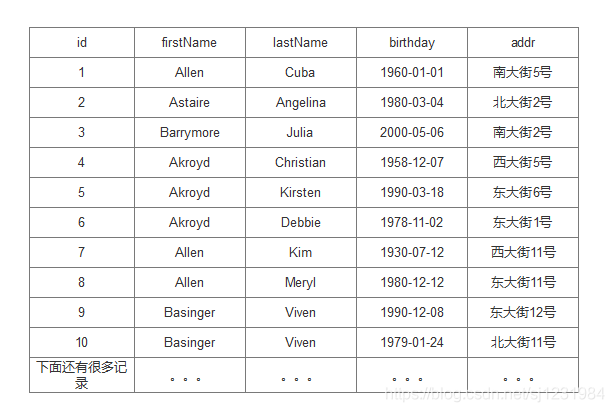 id firstName lastName birthday addr
1 Allen Cuba 1960-01-01 南大街5号
2 Astaire Angelina 1980-03-04 北大街2号
3 Barrymore Julia 2000-05-06 南大街2号
4 Akroyd Christian 1958-12-07 西大街5号
5 Akroyd Kirsten 1990-03-18 东大街6号
6 Akroyd Debbie 1978-11-02 东大街1号
7 Allen Kim 1930-07-12 西大街11号
8 Allen Meryl 1980-12-12 东大街11号
9 Basinger Viven 1990-12-08 东大街12号
10 Basinger Viven 1979-01-24 北大街11号
下面还有很多记
录 。。。 。。。 。。。 。。。
https://blog.csdn.net/sj1231984